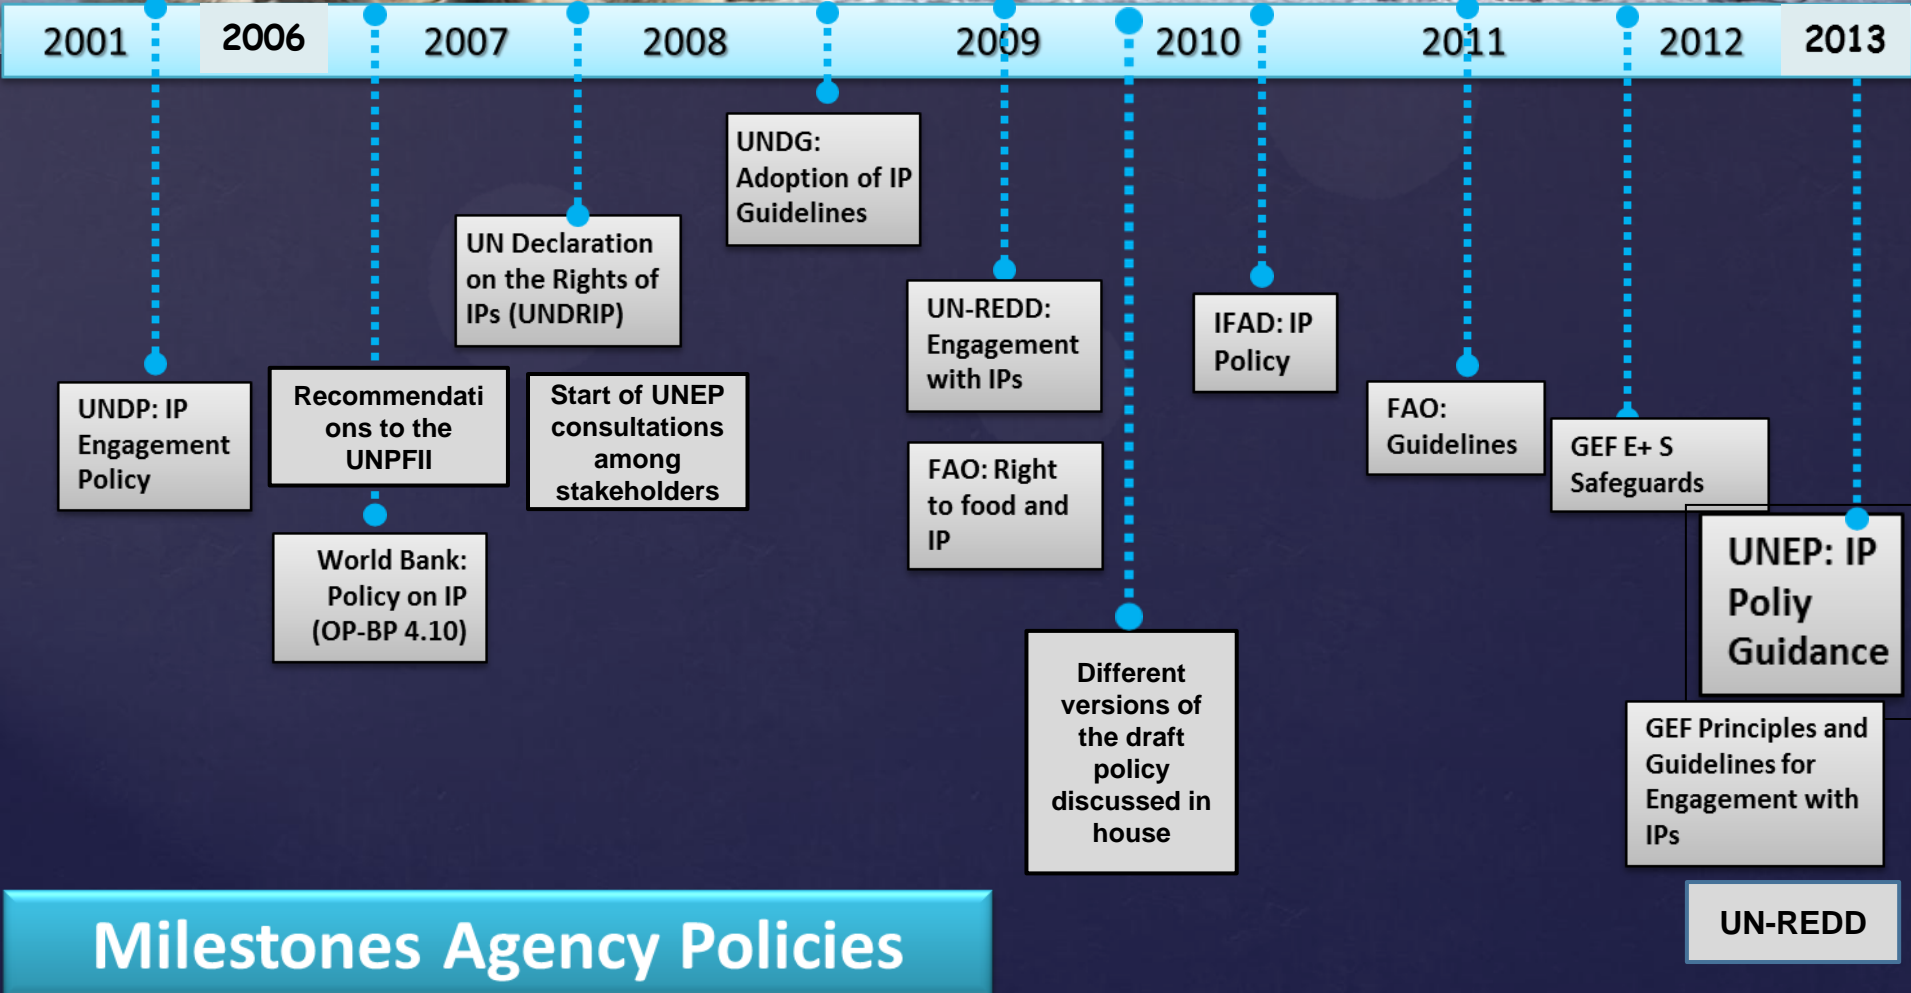 2001 2006 2007 2008 2009 2010 2011 2012 2013
UNDP: IP
Engagement
Policy
Recommendati
ons to the
UNPFII
World Bank:
Policy on IP
(OP-BP 4.10)
UN Declaration
on the Rights of
IPs (UNDRIP)
Start of UNEP
consultations
among
stakeholders
UNDG:
Adoption of IP
Guidelines
UN-REDD:
Engagement
with IPs
FAO: Right
to food and
IP
Different
versions of
the draft
policy
discussed in
house
IFAD: IP
Policy
FAO:
Guidelines
GEF E+ S
Safeguards
UNEP: IP
Poliy
Guidance
GEF Principles and
Guidelines for
Engagement with
IPs
UN-REDD
Milestones Agency Policies